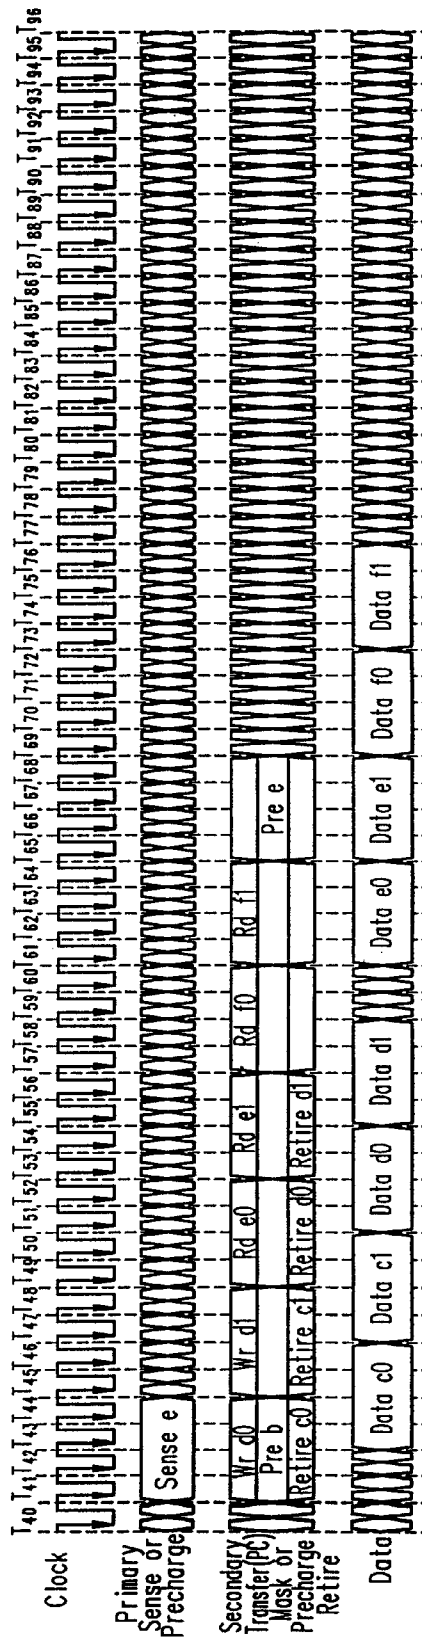 T40 T41 T42 T43 T44 T45 T46 T47 T48 T49 T50 T51 T52 T53 T54 T55 T56 T57 T58 T59 T60 T61 T62 T63 T64 T65 T66 T67 T68 T69 T70 T71 T72 T73 T74 T75 T76 T77 T78 T79 T80 T81 T82 T83 T84 T85 T86 T87 T88 T89 T90 T91 T92 T93 T94 T95 T96
Clock
Primary
Sense or
Precharge
Sense e
Secondary
Transfer(PC)
Mask or
Precharge
Retire
Wr d0
Wr d1
Rd e0
Rd e1
Rd f0
Rd f1
Pre b
Pre e
Retire c0
Retire c1
Retire d0
Retire d1
Data
Data c0
Data c1
Data d0
Data d1
Data e0
Data e1
Data f0
Data f1